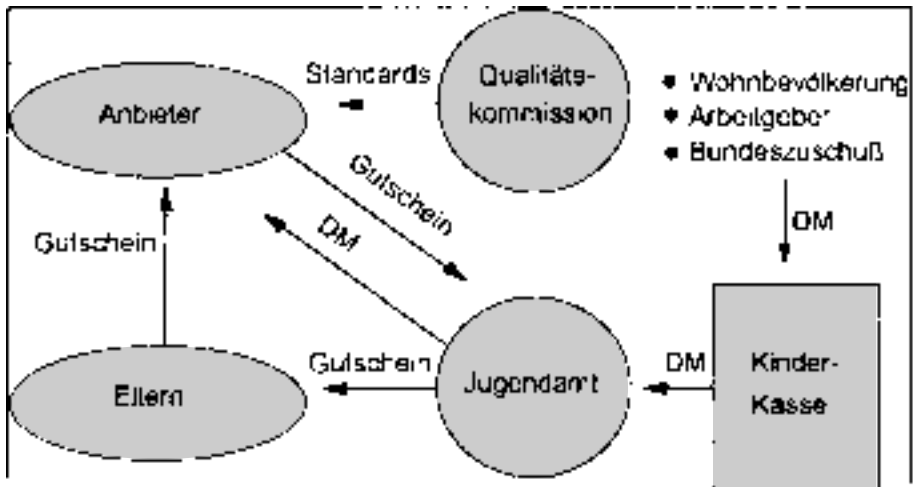 Standards
Qualitäts-
kommission
Anbieter
• Wohnbevölkerung
• Arbeitgeber
• Bundeszuschuß
Gutschein
DM
DM
Gutschein
Gutschein
DM
Eltern
Jugendamt
Kinder-
Kasse